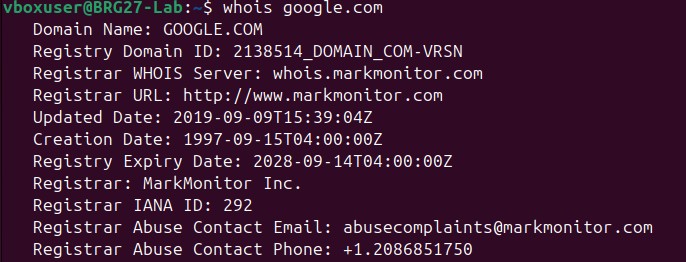 vboxuser@BRG27-Lab:~$ whois google.com
Domain Name: GOOGLE.COM
Registry Domain ID: 2138514_DOMAIN_COM-VRSN
Registrar WHOIS Server: whois.markmonitor.com
Registrar URL: http://www.markmonitor.com
Updated Date: 2019-09-09T15:39:04Z
Creation Date: 1997-09-15T04:00:00Z
Registry Expiry Date: 2028-09-14T04:00:00Z
Registrar: MarkMonitor Inc.
Registrar IANA ID: 292
Registrar Abuse Contact Email: abusecomplaints@markmonitor.com
Registrar Abuse Contact Phone: +1.2086851750